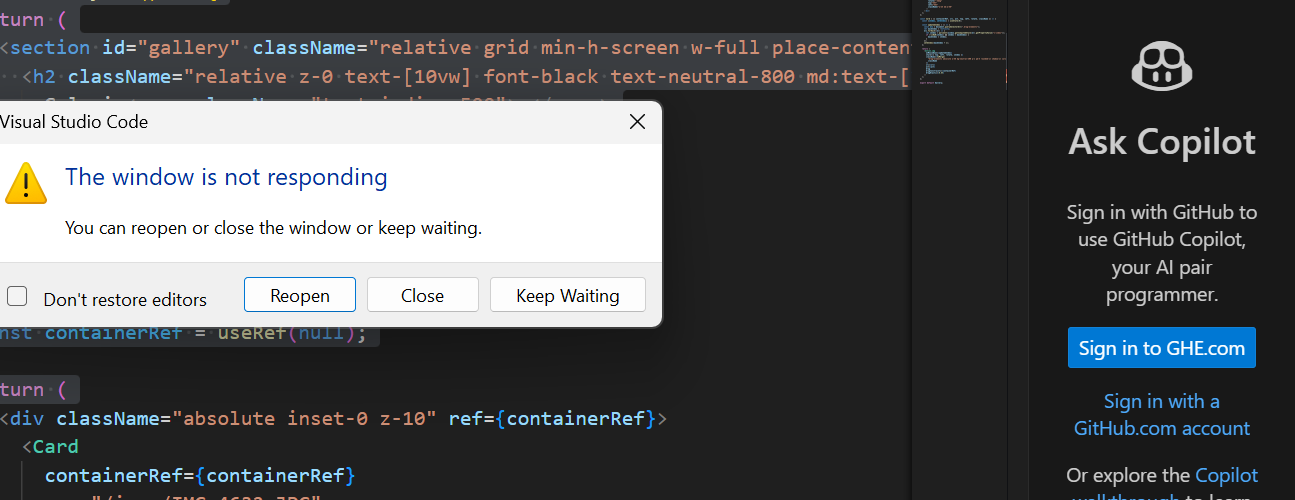 turn (
<section id="gallery" className="relative grid min-h-screen w-full place-conten
<h2 className="relative z-0 text-[10vw] font-black text-neutral-800 md:text-[
Visual Studio Code
The window is not responding
You can reopen or close the window or keep waiting.
Don't restore editors
Reopen
Close
Keep Waiting
nst containerRef = useRef(null);
turn (
<div className="absolute inset-0 z-10" ref={containerRef}>
<Card
containerRef={containerRef}
Ask Copilot
Sign in with GitHub to
use GitHub Copilot,
your AI pair
programmer.
Sign in to GHE.com
Sign in with a
GitHub.com account
Or explore the Copilot